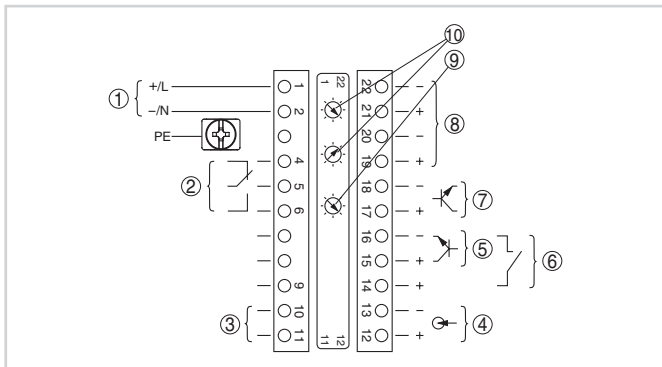 ⑩
⑨
1 22
① +/L 1 22 −
−/N 2 21 + ⑧
PE 20 −
4 19 +
② 5 18 − ⑦
6 17 +
16 − ⑤
15 + ⑥
9 14 +
③ 10 13 − ④
11 12 +
11 12